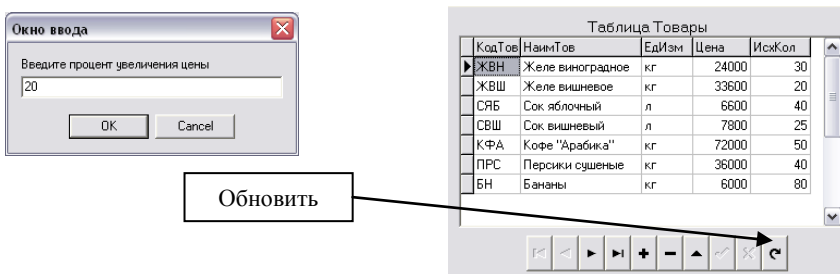 Окно ввода
Введите процент увеличения цены
20
OK Cancel
Обновить
Таблица Товары
КодТов НаимТов ЕдИзм Цена ИсхКол
ЖВН Желе виноградное кг 24000 30
ЖВШ Желе вишневое кг 33600 20
СЯБ Сок яблочный л 6600 40
СВШ Сок вишневый л 7800 25
КФА Кофе "Арабика" кг 72000 50
ПРС Персики сушеные кг 36000 40
БН Бананы кг 6000 80